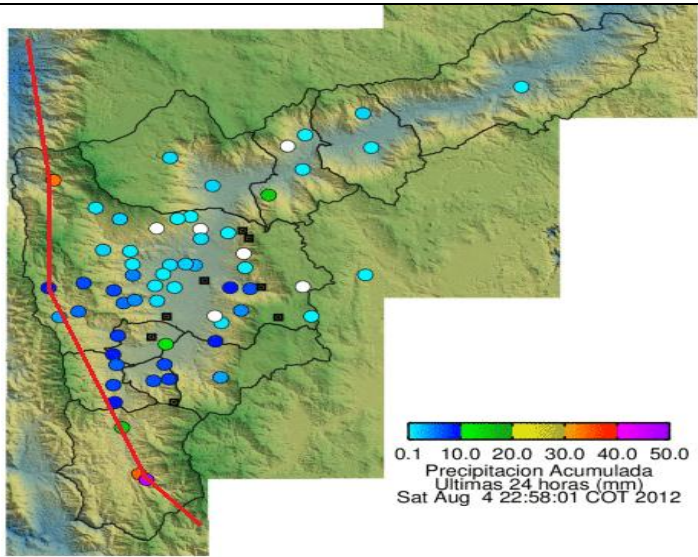 0.1 10.0 20.0 30.0 40.0 50.0
Precipitacion Acumulada
Ultimas 24 horas (mm)
Sat Aug 4 22:58:01 COT 2012